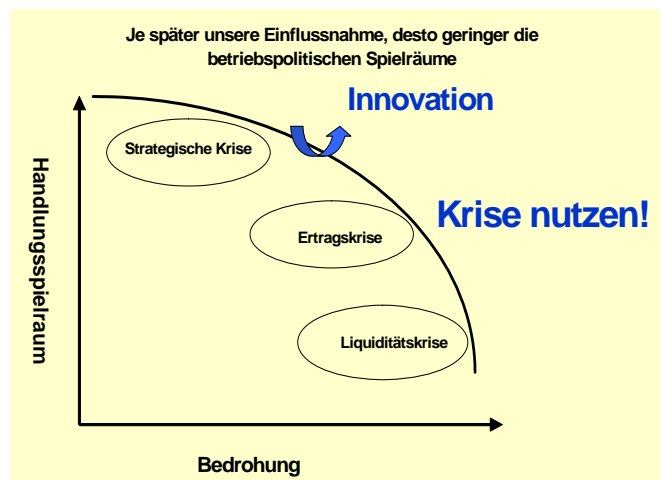 Je später unsere Einflussnahme, desto geringer die
betriebspolitischen Spielräume
Innovation
Strategische Krise
Krise nutzen!
Ertragskrise
Liquiditätskrise
Handlungsspielraum
Bedrohung